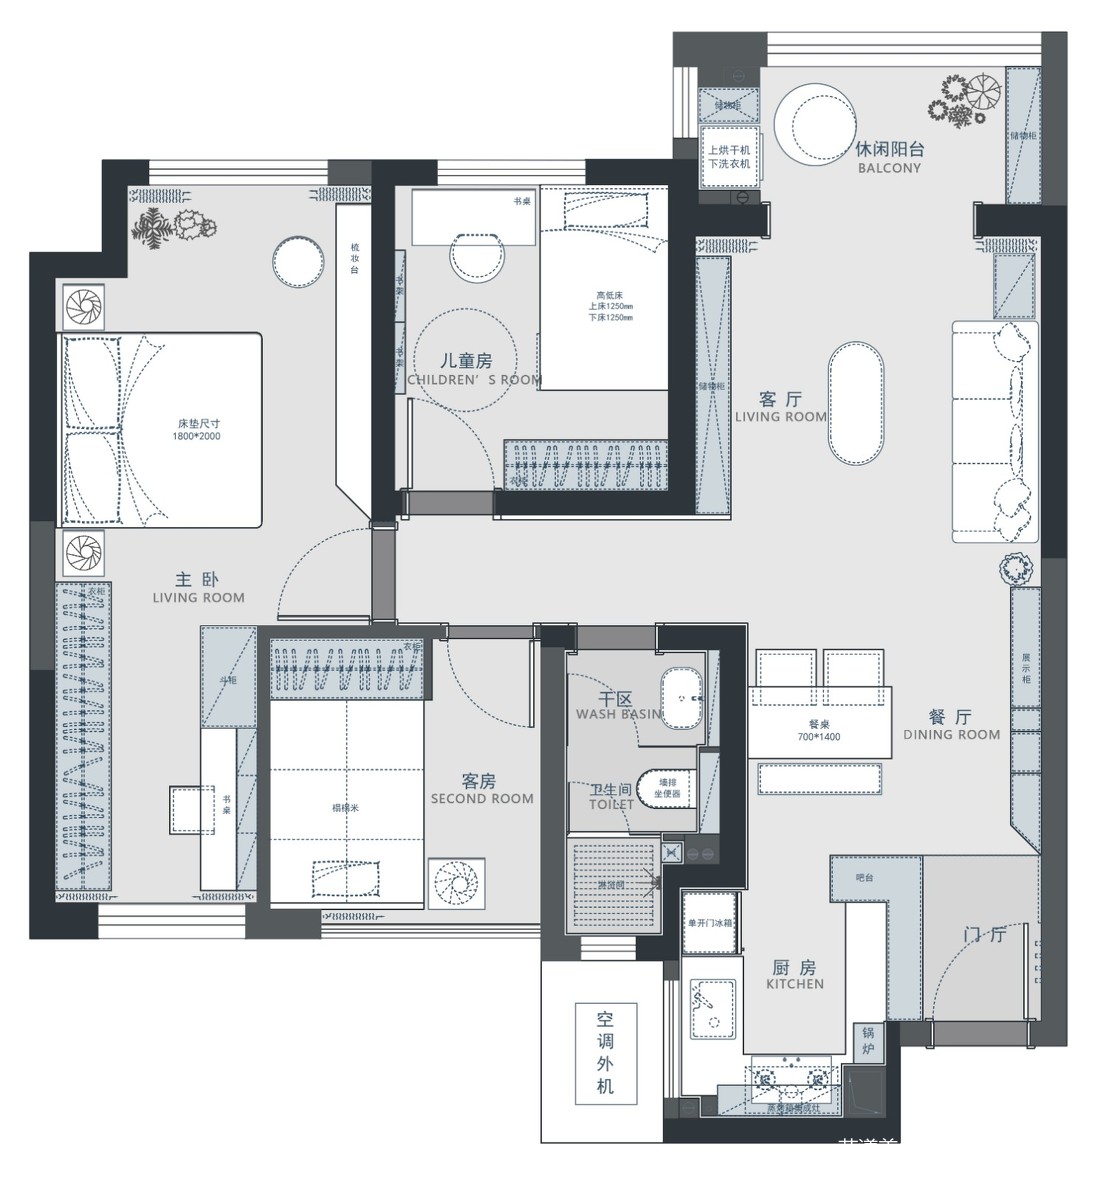 储物柜
上烘干机
下洗衣机
休闲阳台
BALCONY
储物柜
梳
妆
台
书桌
高低床
上床1250mm
下床1250mm
儿童房
CHILDREN'S ROOM
衣柜
储物柜
客 厅
LIVING ROOM
床垫尺寸
1800*2000
主 卧
LIVING ROOM
衣柜
斗柜
书
桌
衣柜
榻榻米
客房
SECOND ROOM
干区
WASH BASIN
卫生间
TOILET
墙排
坐便器
淋浴间
餐桌
700*1400
餐 厅
DINING ROOM
展
示
柜
吧台
门 厅
单开门冰箱
厨 房
KITCHEN
锅
炉
空
调
外
机